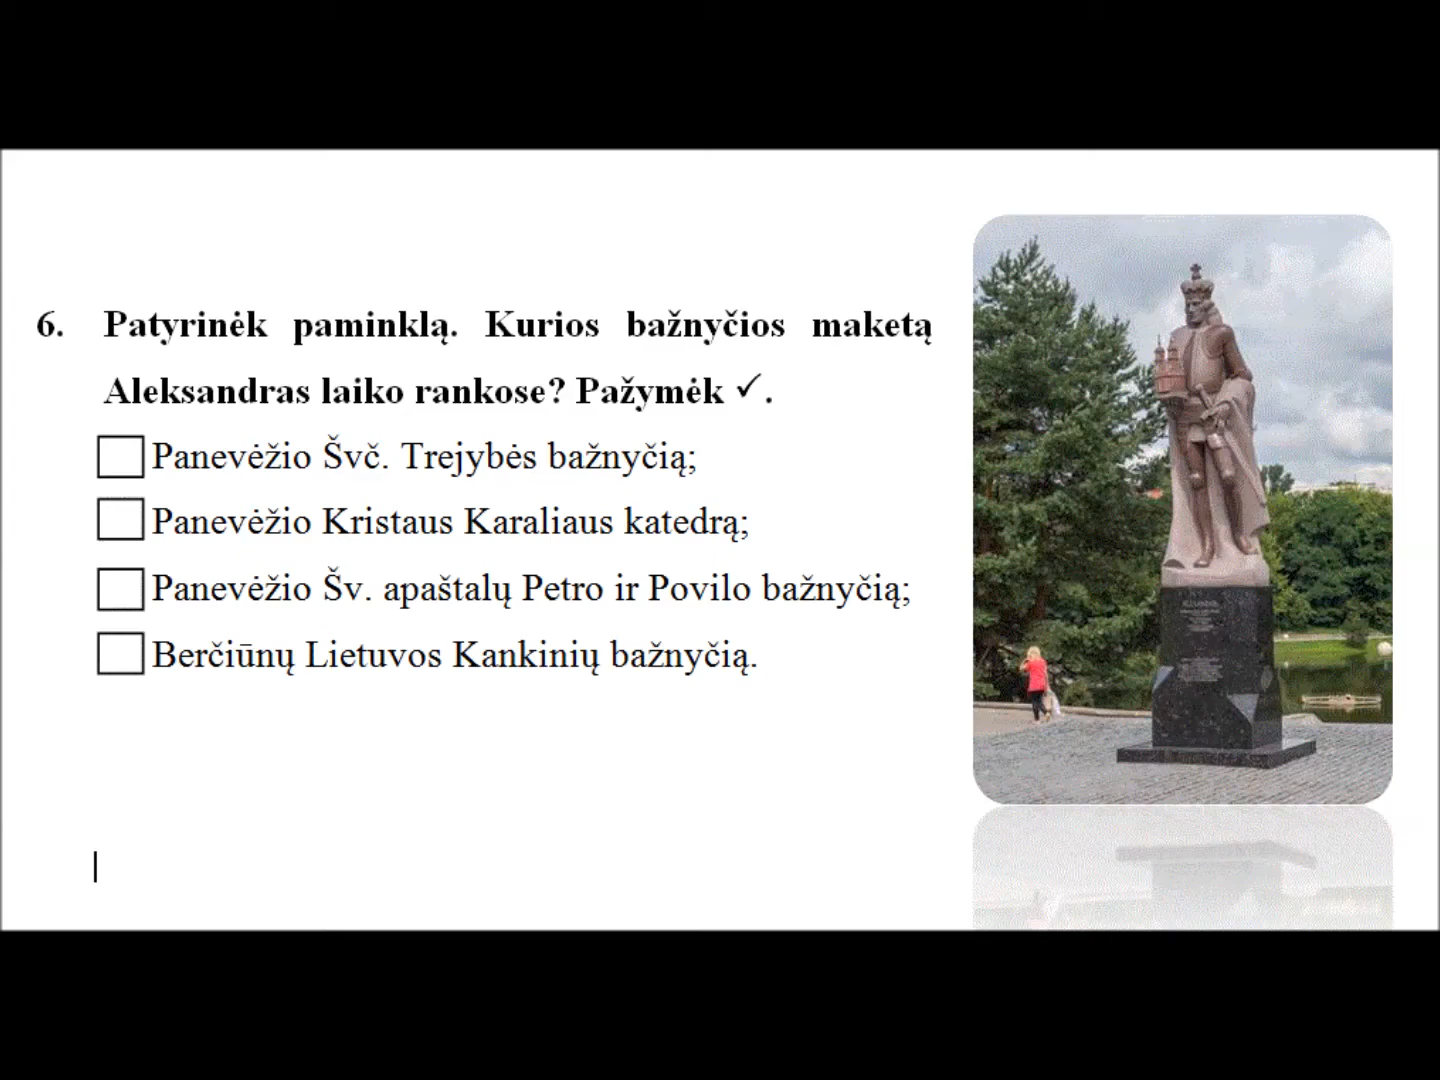 6. Patyrinėk paminklą. Kurios bažnyčios maketą
Aleksandras laiko rankose? Pažymėk ✓.
Panevėžio Švč. Trejybės bažnyčią;
Panevėžio Kristaus Karaliaus katedrą;
Panevėžio Šv. apaštalų Petro ir Povilo bažnyčią;
Berčiūnų Lietuvos Kankinių bažnyčią.